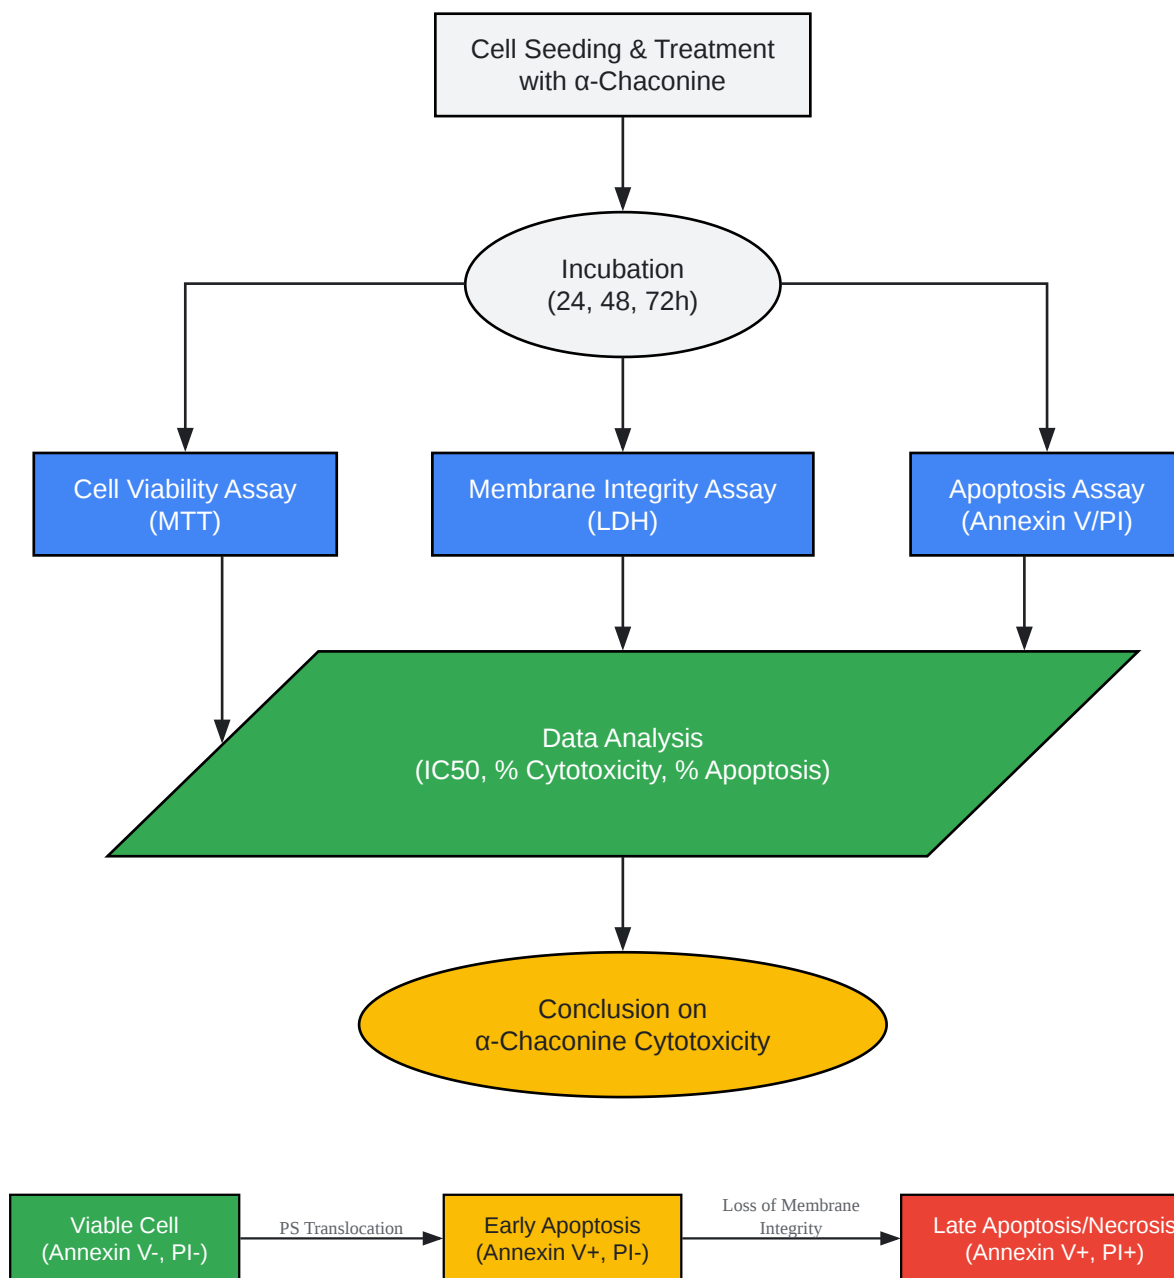 Cell Seeding & Treatment
with α-Chaconine
Incubation
(24, 48, 72h)
Cell Viability Assay
(MTT)
Membrane Integrity Assay
(LDH)
Apoptosis Assay
(Annexin V/PI)
Data Analysis
(IC50, % Cytotoxicity, % Apoptosis)
Conclusion on
α-Chaconine Cytotoxicity
Viable Cell
(Annexin V-, PI-)
PS Translocation
Early Apoptosis
(Annexin V+, PI-)
Loss of Membrane
Integrity
Late Apoptosis/Necrosis
(Annexin V+, PI+)